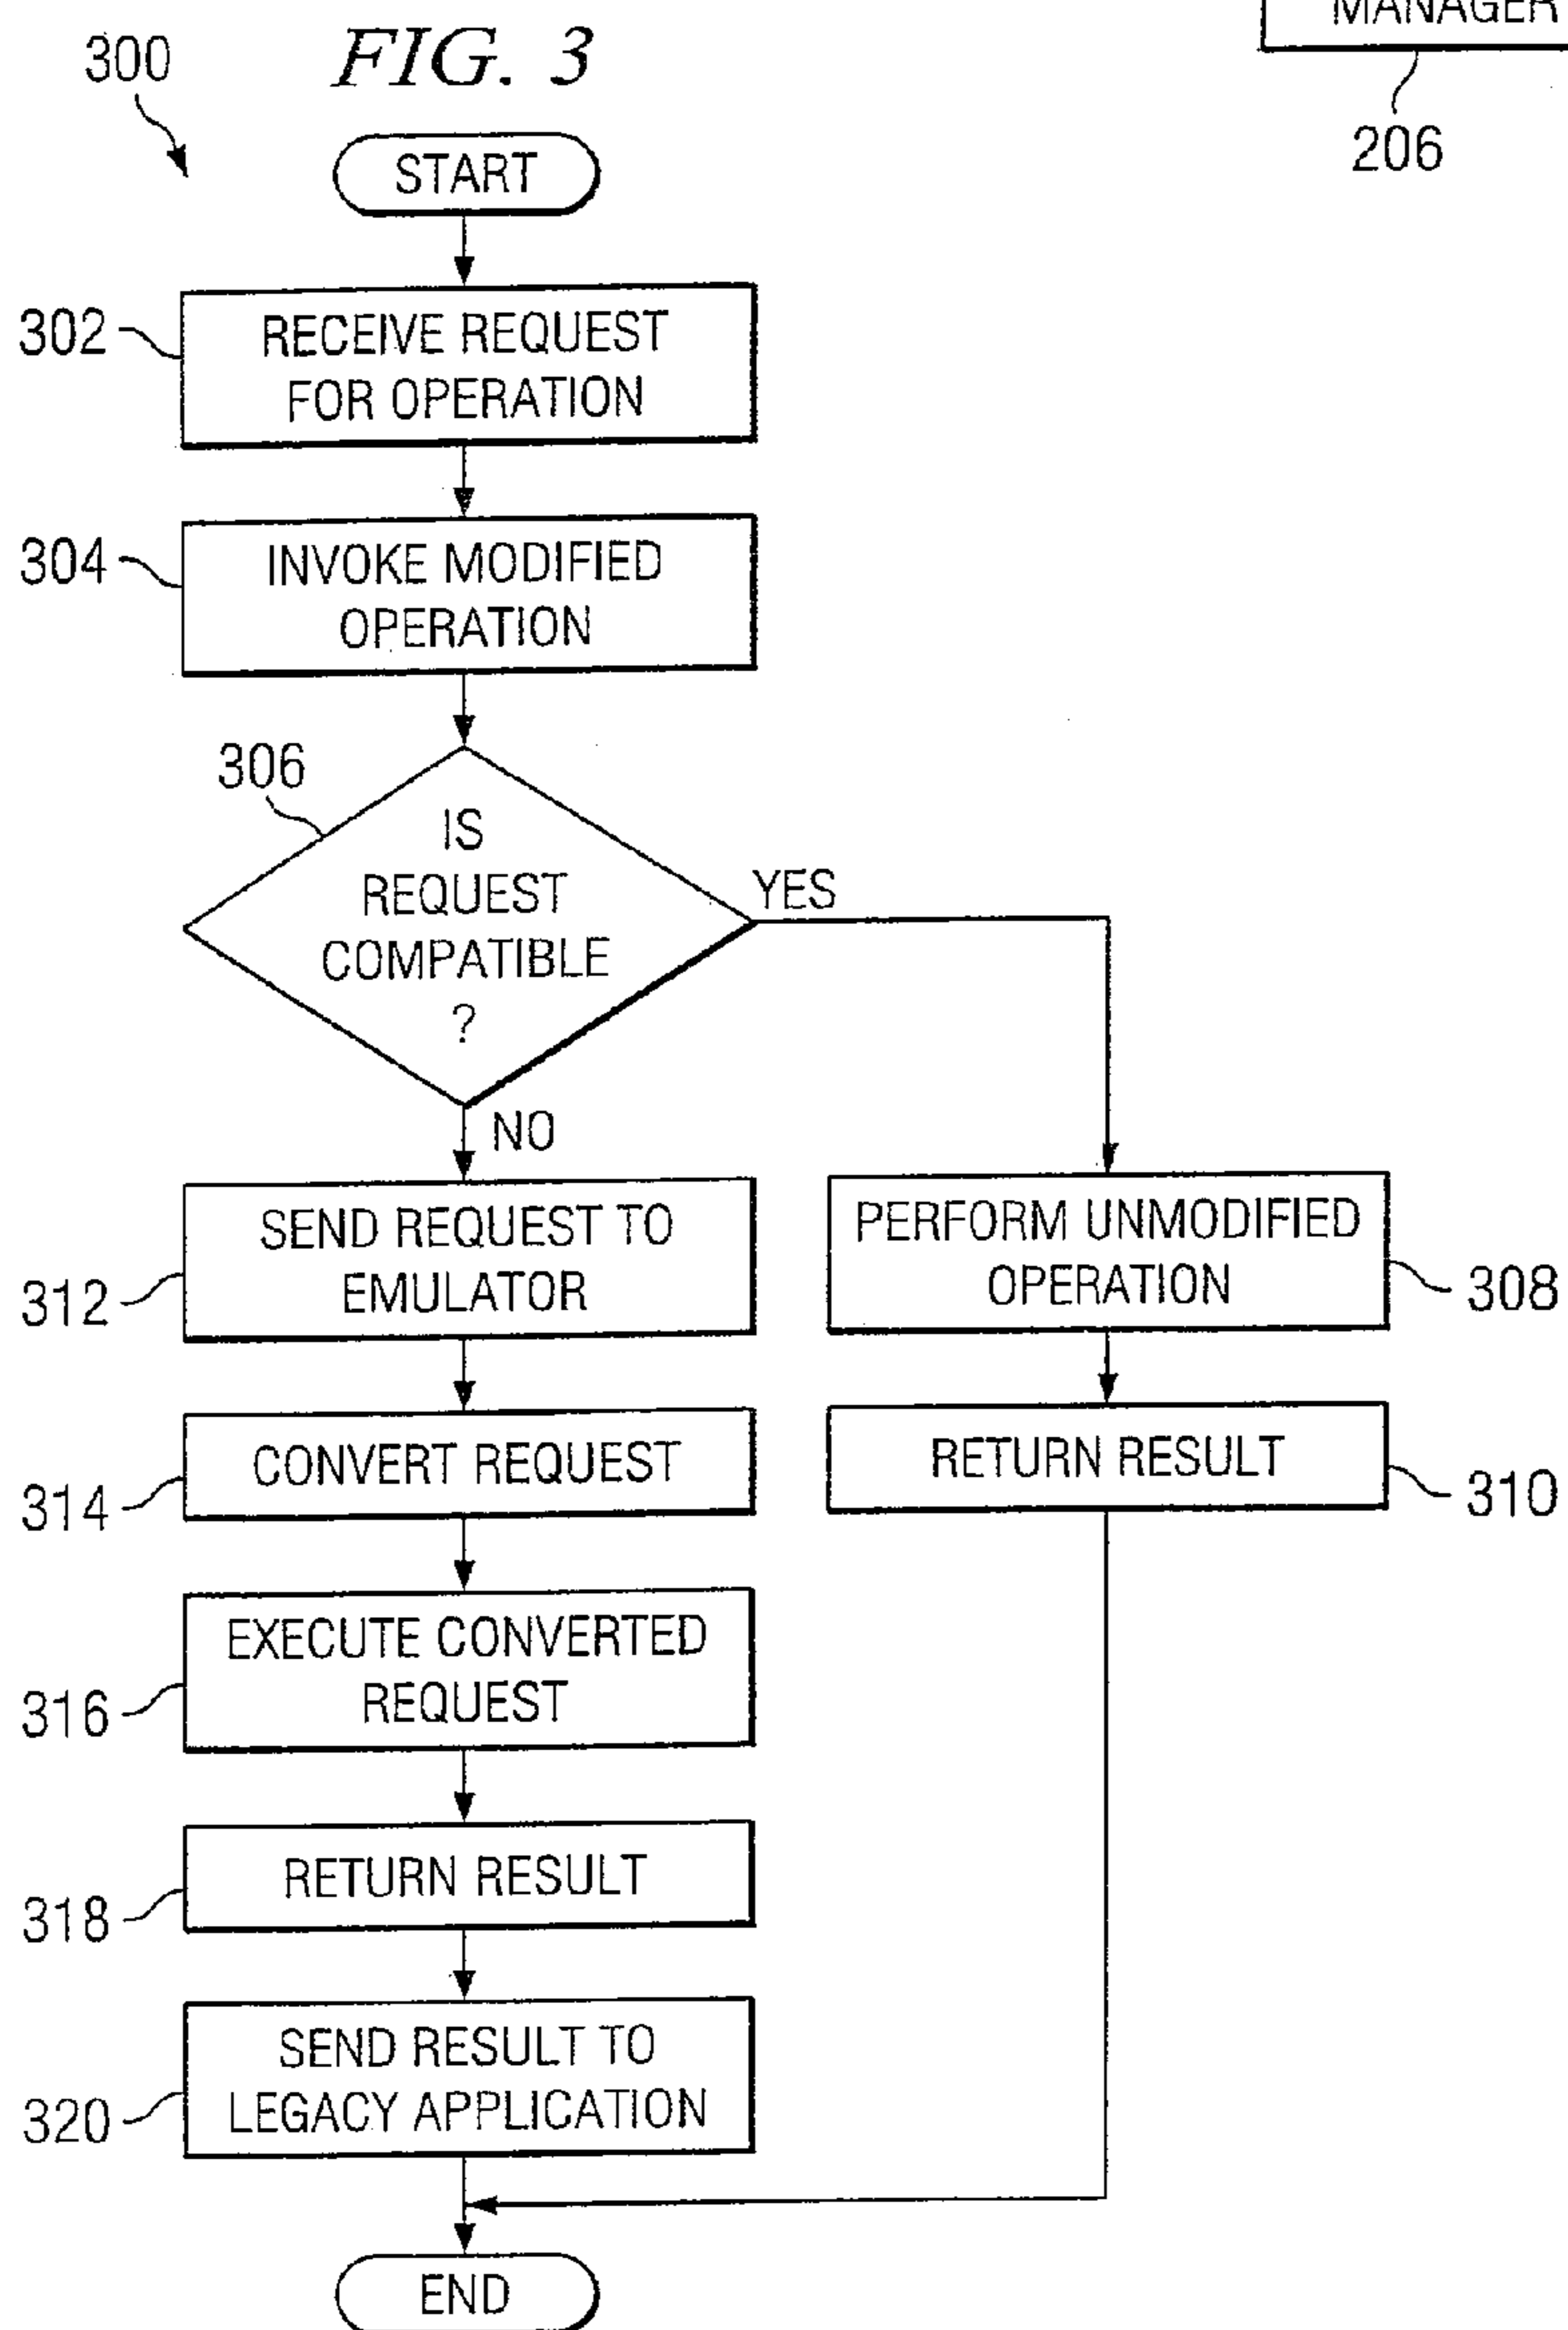 MANAGER
206
300
FIG. 3
START
302
RECEIVE REQUEST
FOR OPERATION
304
INVOKE MODIFIED
OPERATION
306
IS
REQUEST
COMPATIBLE
?
YES
NO
SEND REQUEST TO
EMULATOR
312
PERFORM UNMODIFIED
OPERATION
308
CONVERT REQUEST
314
RETURN RESULT
310
EXECUTE CONVERTED
REQUEST
316
RETURN RESULT
318
SEND RESULT TO
LEGACY APPLICATION
320
END